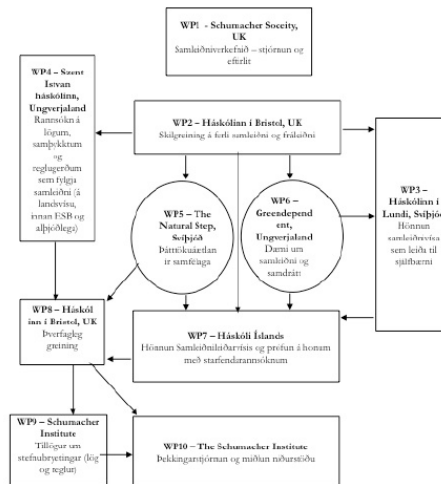 WP1 - Schumacher Soceity,
UK
Samleiðniverkefnið – stjórnun og
eftirlit
WP4 – Szent
Istvan
háskólinn,
Ungverjaland
Rannsókn á
lögum,
samþykktum
og
reglugerðum
sem fylgja
samleiðni (á
landvísu,
innan ESB og
alþjóðlega)
WP2 – Háskólinn í Bristol, UK
Skilgreining á ferli samleiðni og fráleiðni
WP3 –
Háskólinn í
Lundi, Svíþjóð
Hönnun
samleiðnivísa
sem leiða til
sjálfbærni
WP5 – The
Natural Step,
Svíþjóð
Þátttökuáætlan
ir samfélaga
WP6 –
Greendepend
ent,
Ungverjaland
Dæmi um
samleiðni og
samdrátt
WP8 – Háskól
inn í Bristol, UK
Þverfagleg
greining
WP7 – Háskóli Íslands
Hönnun Samleiðnileiðarvísis og prófun á honum
með starfendarannsóknum
WP9 – Schumacher
Institute
Tillögur um
stefnubryetingar (lög
og reglur)
WP10 – The Schumacher Institute
Þekkingarstjórnun og miðlun niðurstöðu